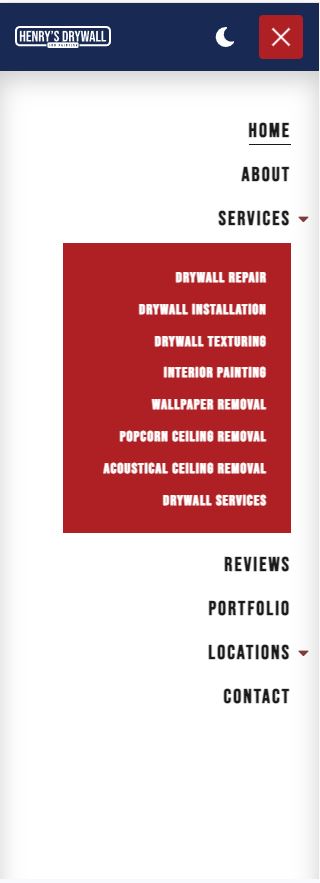 HENRY'S DRYWALL
AND PAINTING
HOME
ABOUT
SERVICES
DRYWALL REPAIR
DRYWALL INSTALLATION
DRYWALL TEXTURING
INTERIOR PAINTING
WALLPAPER REMOVAL
POPCORN CEILING REMOVAL
ACOUSTICAL CEILING REMOVAL
DRYWALL SERVICES
REVIEWS
PORTFOLIO
LOCATIONS
CONTACT